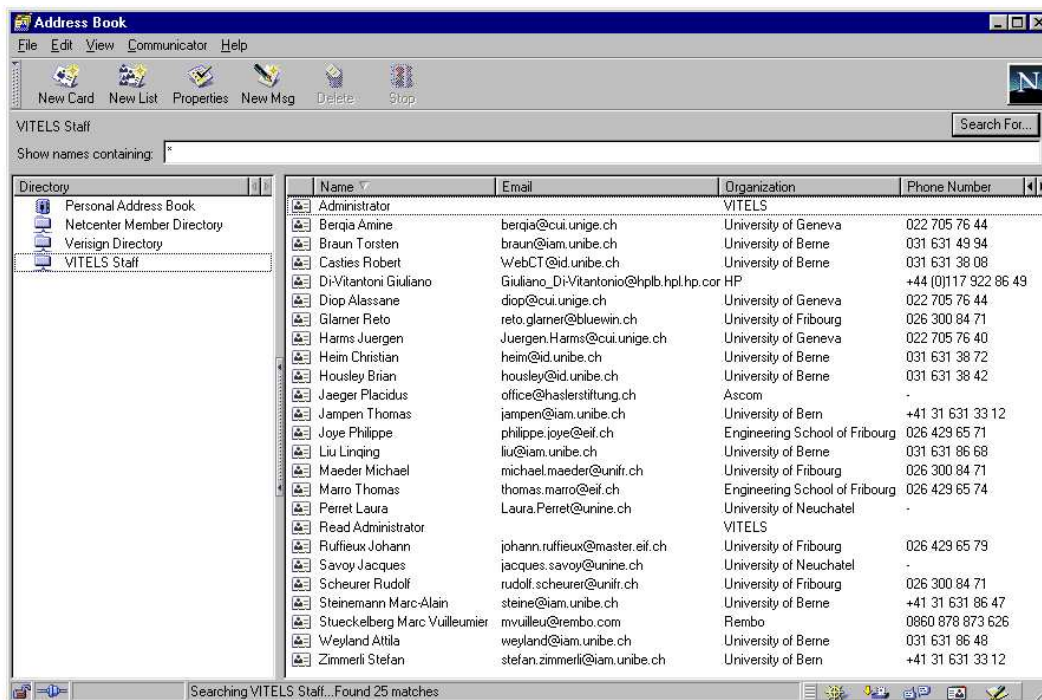 Address Book
File Edit View Communicator Help
N
New Card New List Properties New Msg Delete Stop
VITELS Staff Search For...
Show names containing: *
Directory Name Email Organization Phone Number
Personal Address Book
Netcenter Member Directory
Verisign Directory
VITELS Staff
Administrator VITELS
Bergia Amine bergia@cui.unige.ch University of Geneva 022 705 76 44
Braun Torsten braun@iam.unibe.ch University of Berne 031 631 49 94
Casties Robert WebCT@id.unibe.ch University of Berne 031 631 38 08
Di-Vitantoni Giuliano Giuliano_Di-Vitantonio@hplb.hpl.hp.cor HP +44 (0)117 922 86 49
Diop Alassane diop@cui.unige.ch University of Geneva 022 705 76 44
Glarner Reto reto.glarner@bluewin.ch University of Fribourg 026 300 84 71
Harms Juergen Juergen.Harms@cui.unige.ch University of Geneva 022 705 76 40
Heim Christian heim@id.unibe.ch University of Berne 031 631 38 72
Housley Brian housley@id.unibe.ch University of Berne 031 631 38 42
Jaeger Placidus office@haslerstiftung.ch Ascom -
Jampen Thomas jampen@iam.unibe.ch University of Bern +41 31 631 33 12
Joye Philippe philippe.joye@eif.ch Engineering School of Fribourg 026 429 65 71
Liu Linqing liu@iam.unibe.ch University of Berne 031 631 86 68
Maeder Michael michael.maeder@unifr.ch University of Fribourg 026 300 84 71
Marro Thomas thomas.marro@eif.ch Engineering School of Fribourg 026 429 65 74
Perret Laura Laura.Perret@unine.ch University of Neuchatel -
Read Administrator VITELS
Ruffieux Johann johann.ruffieux@master.eif.ch University of Fribourg 026 429 65 79
Savoy Jacques jacques.savoy@unine.ch University of Neuchatel -
Scheurer Rudolf rudolf.scheurer@unifr.ch University of Fribourg 026 300 84 71
Steinemann Marc-Alain steine@iam.unibe.ch University of Berne +41 31 631 86 47
Stueckelberg Marc Vuilleumier mvuilleu@rembo.com Rembo 0860 878 873 626
Weyland Attila weyland@iam.unibe.ch University of Berne 031 631 86 48
Zimmerli Stefan stefan.zimmerli@iam.unibe.ch University of Berne +41 31 631 33 12
Searching VITELS Staff...Found 25 matches